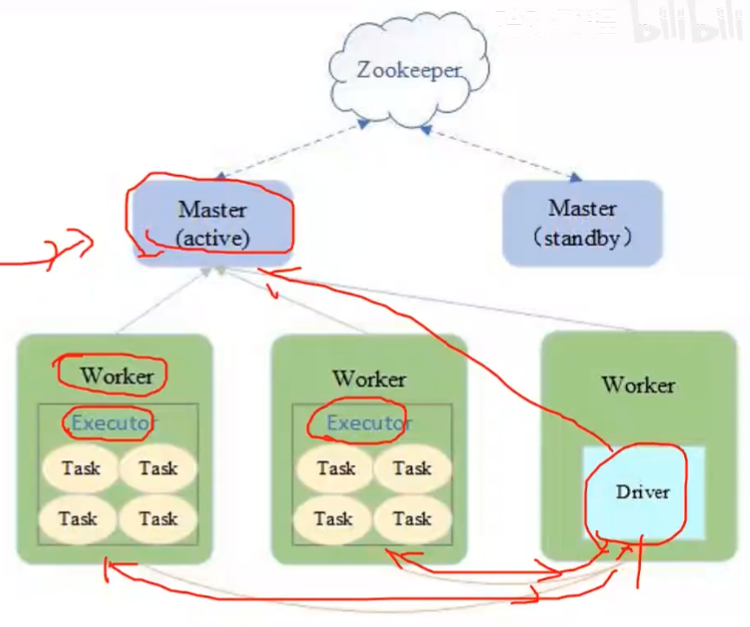 bilibili
Zookeeper
Master
(active)
Master
（standby）
Worker
Worker
Worker
Executor
Executor
Task Task
Task Task
Task Task
Task Task
Driver